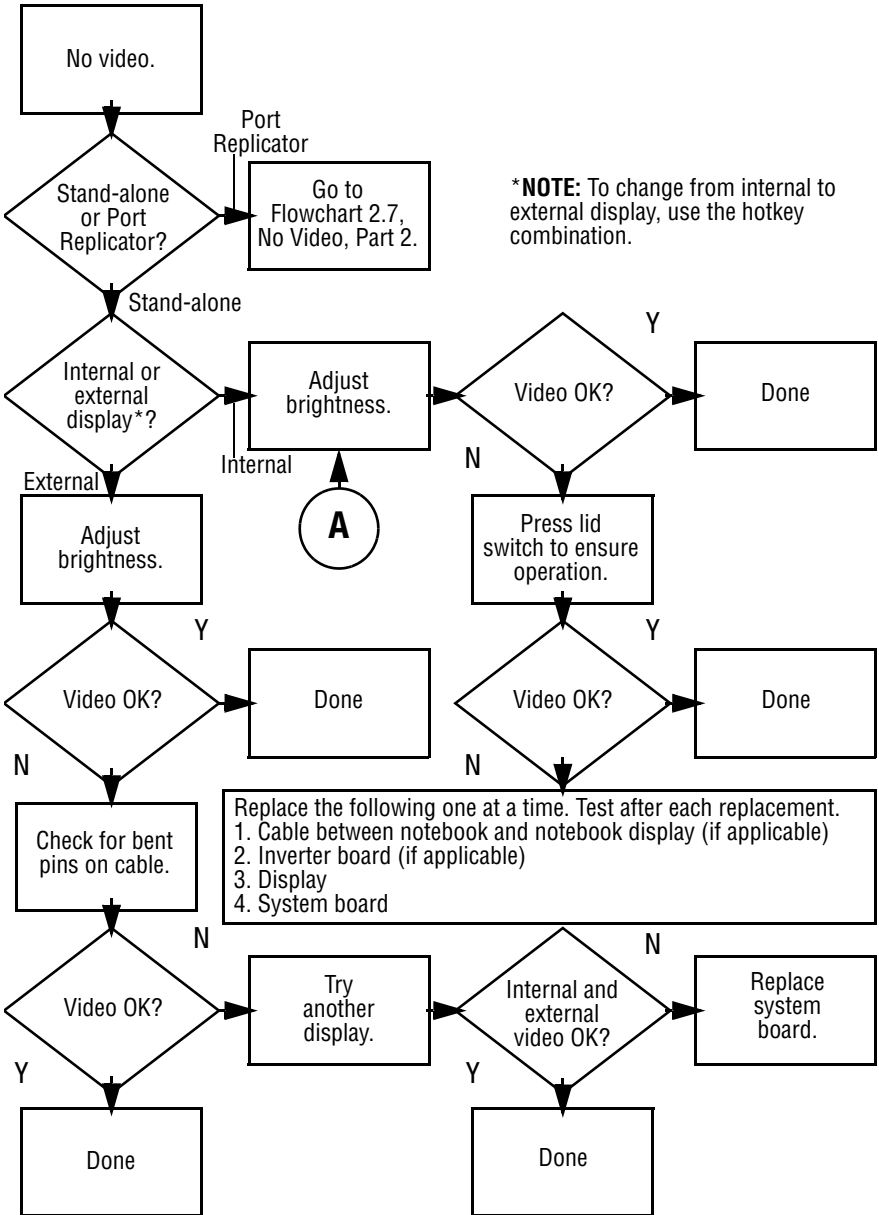 No video.
Port
Replicator
Stand-alone
or Port
Replicator?
Go to
Flowchart 2.7,
No Video, Part 2.
*NOTE: To change from internal to
external display, use the hotkey
combination.
Stand-alone
Internal or
external
display*?
Internal
External
Adjust
brightness.
A
Video OK?
Y
N
Done
Adjust
brightness.
Press lid
switch to ensure
operation.
Video OK?
Y
N
Done
Video OK?
Y
N
Done
Check for bent
pins on cable.
Replace the following one at a time. Test after each replacement.
1. Cable between notebook and notebook display (if applicable)
2. Inverter board (if applicable)
3. Display
4. System board
Video OK?
N
Y
Try
another
display.
Internal and
external
video OK?
N
Y
Replace
system
board.
Done
Done